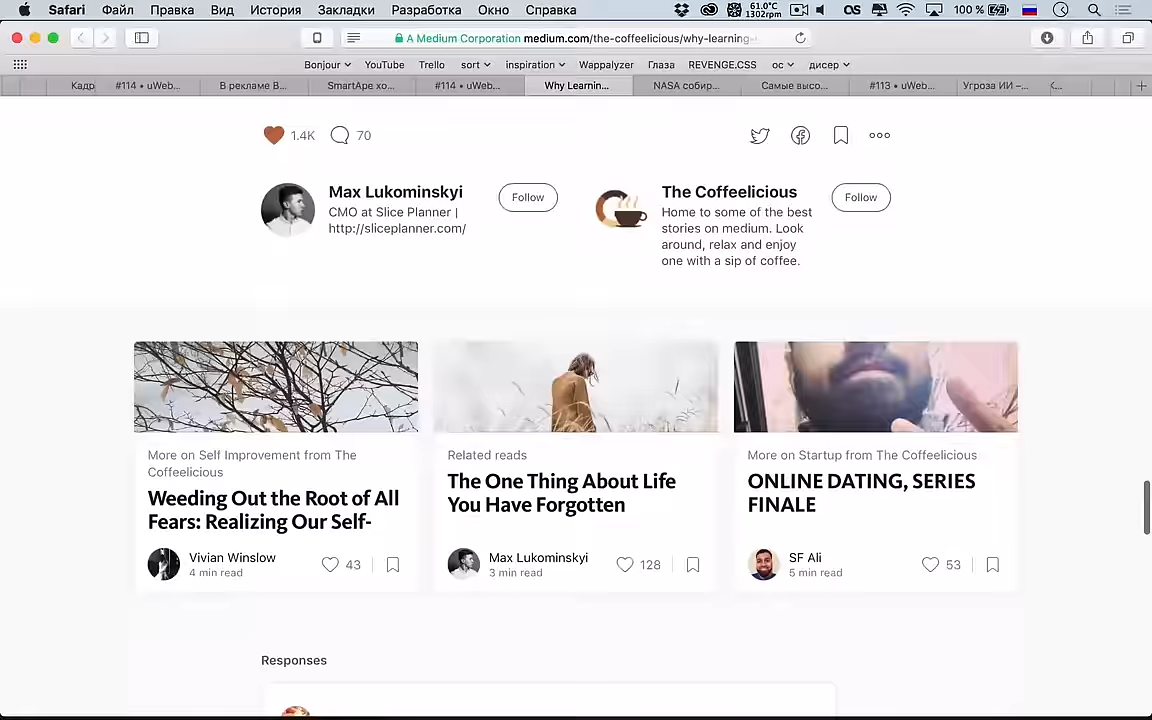 Safari Файл Правка Вид История Закладки Разработка Окно Справка 61.0°C 1302rpm 100 %
A Medium Corporation medium.com/the-coffeelicious/why-learning-
Bonjour YouTube Trello sort inspiration Wappalyzer Глаза REVENGE.CSS ос дисер
Кадр #114 • uWeb... В рекламе В... SmartApe хо... #114 • uWeb... Why Learnin... NASA собир... Самые высо... #113 • uWeb... Угроза ИИ –...
1.4K 70
Max Lukominskyi Follow
CMO at Slice Planner |
http://sliceplanner.com/
The Coffeelicious Follow
Home to some of the best
stories on medium. Look
around, relax and enjoy
one with a sip of coffee.
More on Self Improvement from The
Coffeelicious
Weeding Out the Root of All
Fears: Realizing Our Self-
Vivian Winslow 43
4 min read
Related reads
The One Thing About Life
You Have Forgotten
Max Lukominskyi 128
3 min read
More on Startup from The Coffeelicious
ONLINE DATING, SERIES
FINALE
SF Ali 53
5 min read
Responses